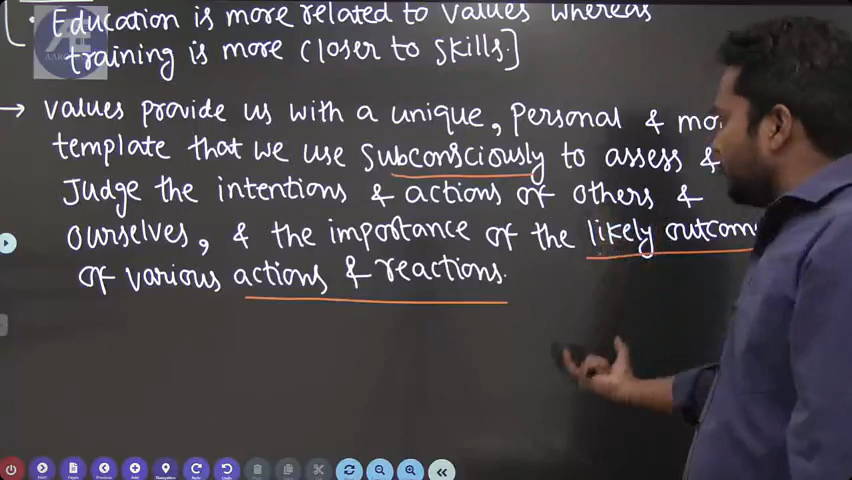 Education is more related to values whereas
training is more closer to skills.]
→ values provide us with a unique, personal &
template that we use subconsciously to assess &
Judge the intentions & actions of others &
ourselves, & the importance of the likely
of various actions & reactions.